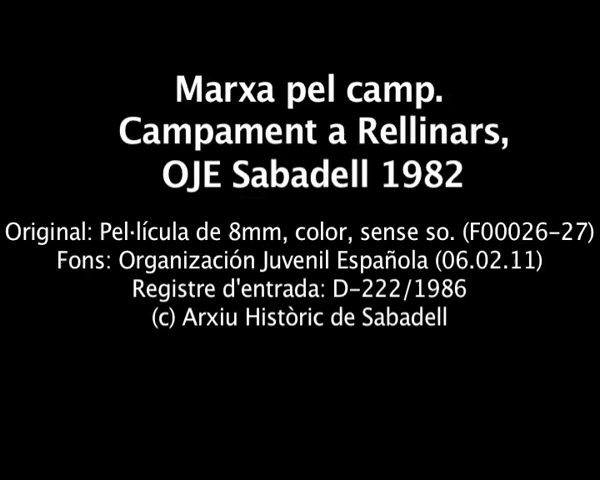 Marxa pel camp.
Campament a Rellinars,
OJE Sabadell 1982
Original: Pel·lícula de 8mm, color, sense so. (F00026-27)
Fons: Organización Juvenil Española (06.02.11)
Registre d'entrada: D-222/1986
(c) Arxiu Històric de Sabadell